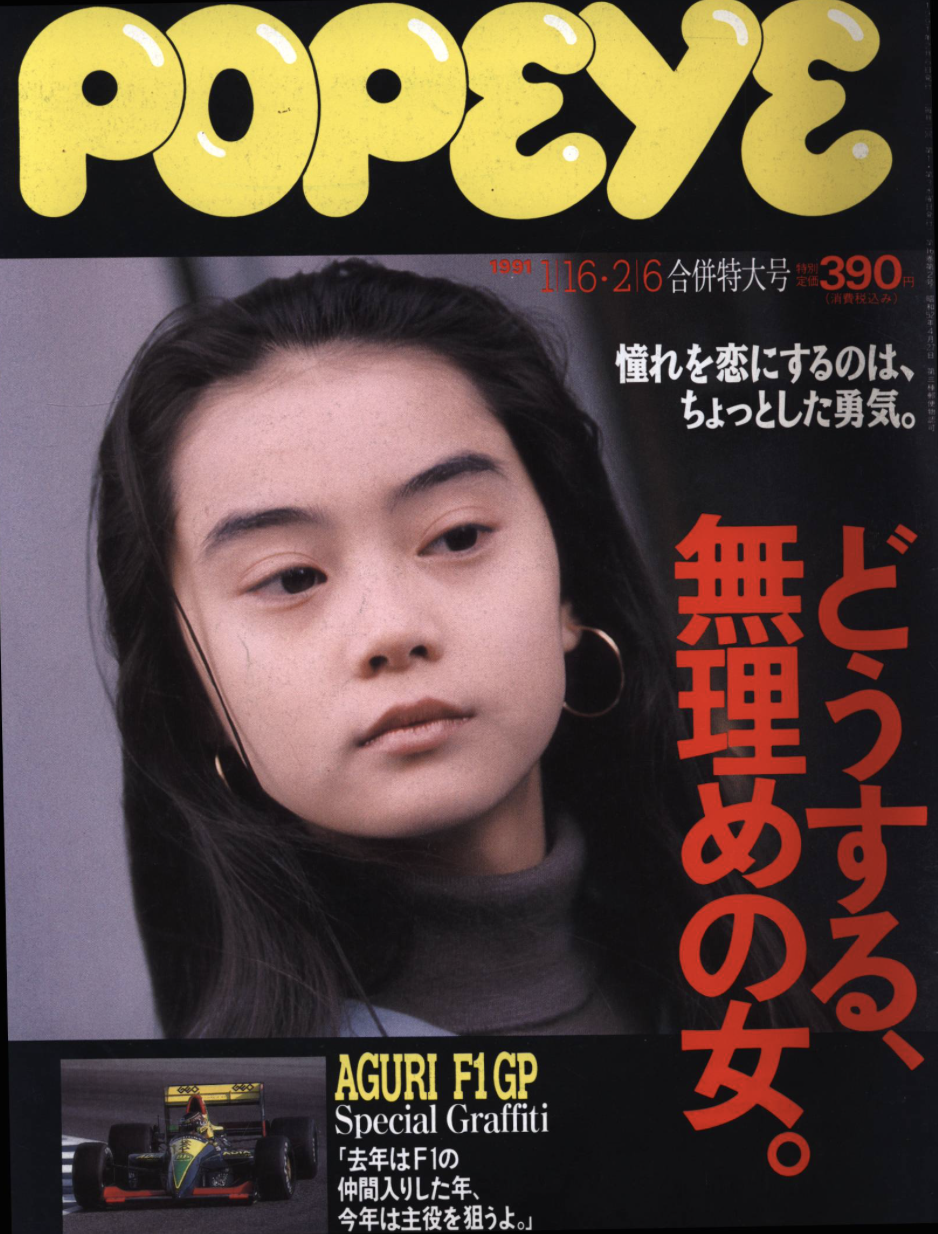 POPEYE
1991 1|16・2|6 合併特大号 特別定価390円
(消費税込み)
憧れを恋にするのは、
ちょっとした勇気。
どうする、
無理めの女。
AGURI F1 GP
Special Graffiti
「去年はF1の
仲間入りした年、
今年は主役を狙うよ。」